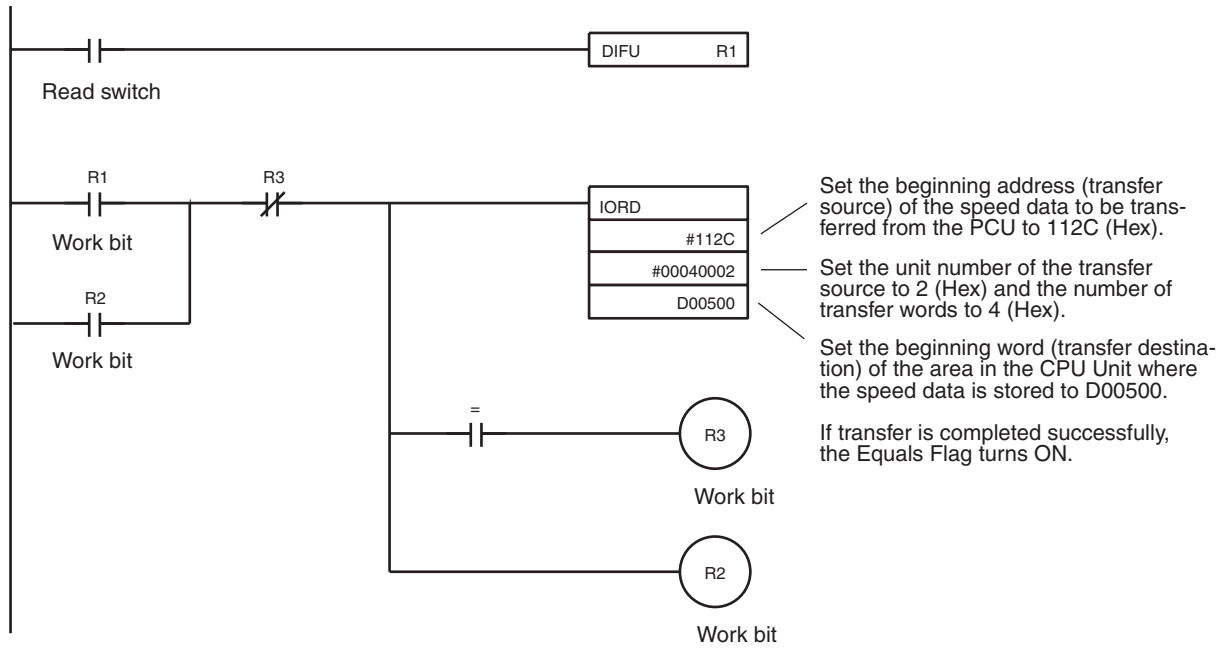 DIFU R1
Read switch
R1
R3
Work bit
R2
Work bit
IORD
#112C
#00040002
D00500
Set the beginning address (transfer
source) of the speed data to be trans-
ferred from the PCU to 112C (Hex).
Set the unit number of the transfer
source to 2 (Hex) and the number of
transfer words to 4 (Hex).
Set the beginning word (transfer destina-
tion) of the area in the CPU Unit where
the speed data is stored to D00500.
If transfer is completed successfully,
the Equals Flag turns ON.
=
R3
Work bit
R2
Work bit